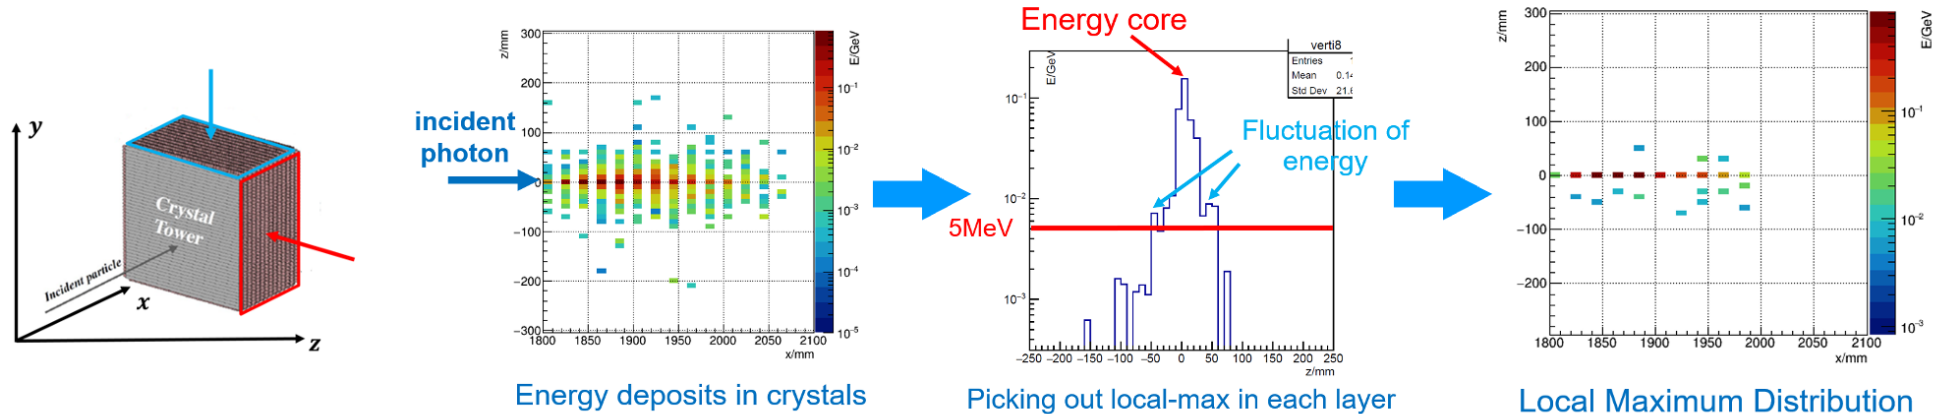 y
Crystal
Tower
Incident particle
x
z
incident
photon
z/mm
300
200
100
0
−100
−200
−300
1800 1850 1900 1950 2000 2050 2100
x/mm
E/GeV
10⁻¹
10⁻²
10⁻³
10⁻⁴
10⁻⁵
Energy deposits in crystals
Energy core
E/GeV
verti8
Entries
Mean 0.14
Std Dev 21.6
10⁻¹
10⁻²
10⁻³
Fluctuation of
energy
5MeV
−250 −200 −150 −100 −50 0 50 100 150 200 250
z/mm
Picking out local-max in each layer
z/mm
300
200
100
0
−100
−200
1800 1850 1900 1950 2000 2050 2100
x/mm
E/GeV
10⁻¹
10⁻²
10⁻³
Local Maximum Distribution